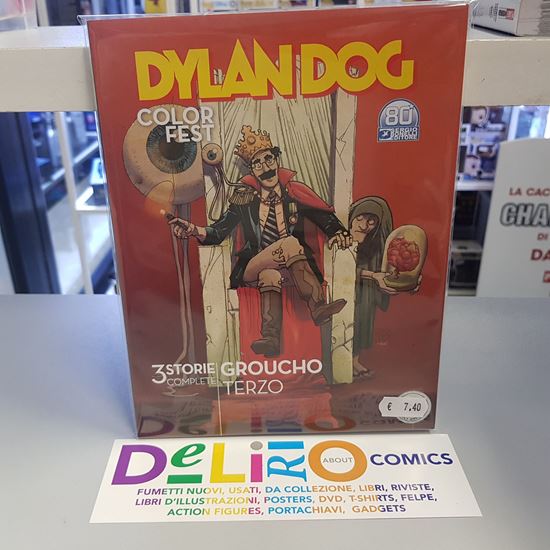 DYLAN DOG
COLOR
FEST
80
SERGIO
EDITORE
3 STORIE
COMPLETE
GROUCHO
TERZO
€ 7.40
DeLiRiO ABOUT COMICS
FUMETTI NUOVI, USATI, DA COLLEZIONE, LIBRI, RIVISTE,
LIBRI D'ILLUSTRAZIONI, POSTERS, DVD, T-SHIRTS, FELPE,
ACTION FIGURES, PORTACHIAVI, GADGETS
LA CAC
CHA
DI
DA